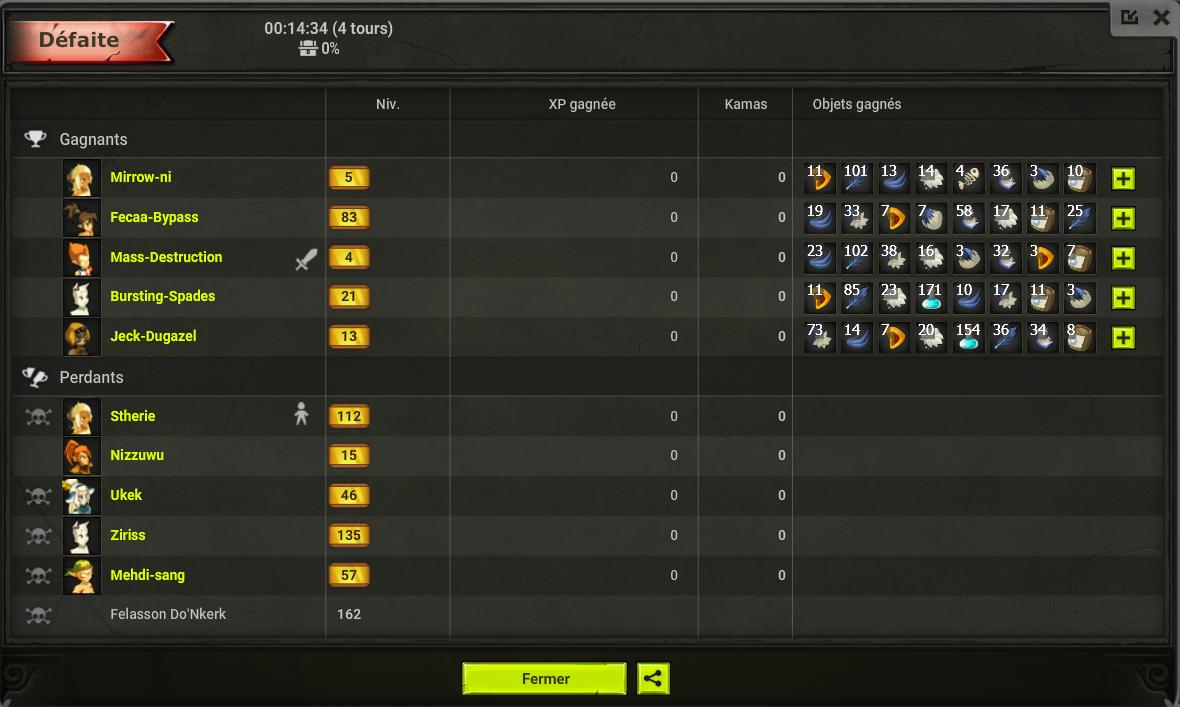 Défaite
00:14:34 (4 tours)
0%
Niv. XP gagnée Kamas Objets gagnés
Gagnants
Mirrow-ni 5 0 0 11 101 13 14 4 36 3 10
Fecaa-Bypass 83 0 0 19 33 7 7 58 17 11 25
Mass-Destruction 4 0 0 23 102 38 16 3 32 3 7
Bursting-Spades 21 0 0 11 85 23 171 10 17 11 3
Jeck-Dugazel 13 0 0 73 14 7 20 154 36 34 8
Perdants
Stherie 112 0 0
Nizzuwu 15 0 0
Ukek 46 0 0
Ziriss 135 0 0
Mehdi-sang 57 0 0
Felasson Do'Nkerk 162
Fermer